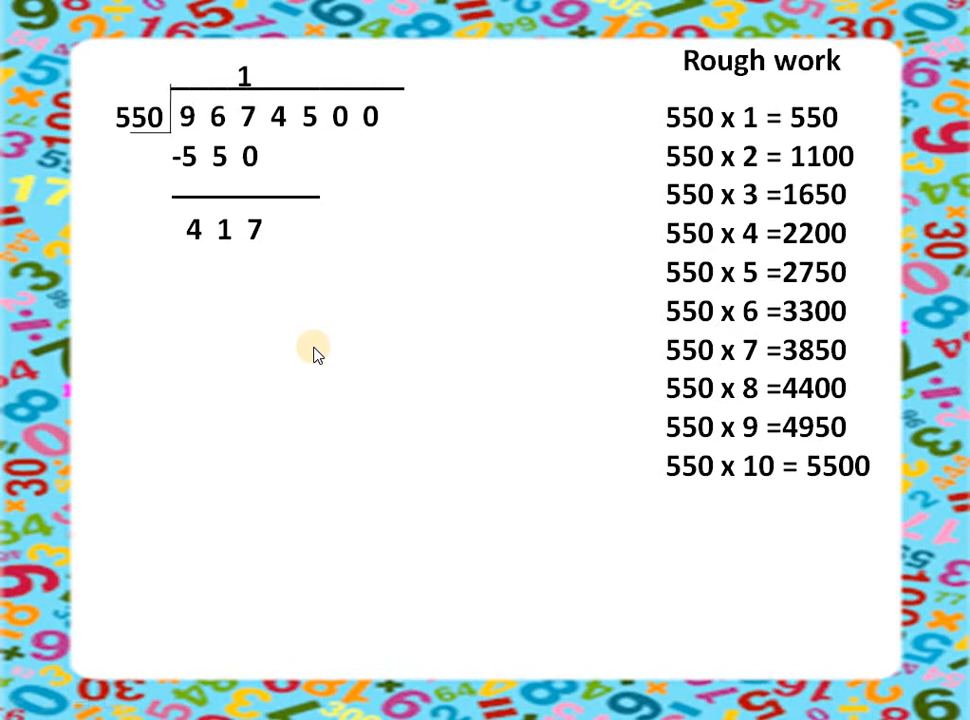 1
550 9 6 7 4 5 0 0
-5 5 0
4 1 7
Rough work
550 x 1 = 550
550 x 2 = 1100
550 x 3 =1650
550 x 4 =2200
550 x 5 =2750
550 x 6 =3300
550 x 7 =3850
550 x 8 =4400
550 x 9 =4950
550 x 10 = 5500